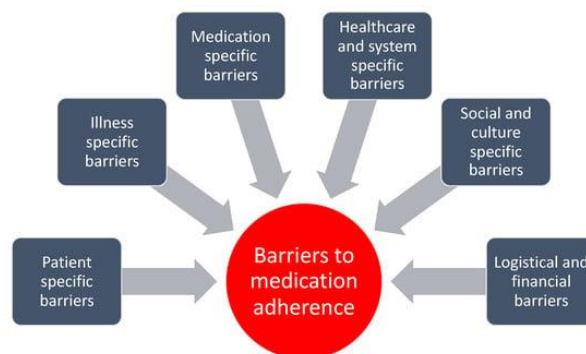 Medication
specific
barriers
Healthcare
and system
specific
barriers
Illness
specific
barriers
Social and
culture
specific
barriers
Patient
specific
barriers
Barriers to
medication
adherence
Logistical and
financial
barriers